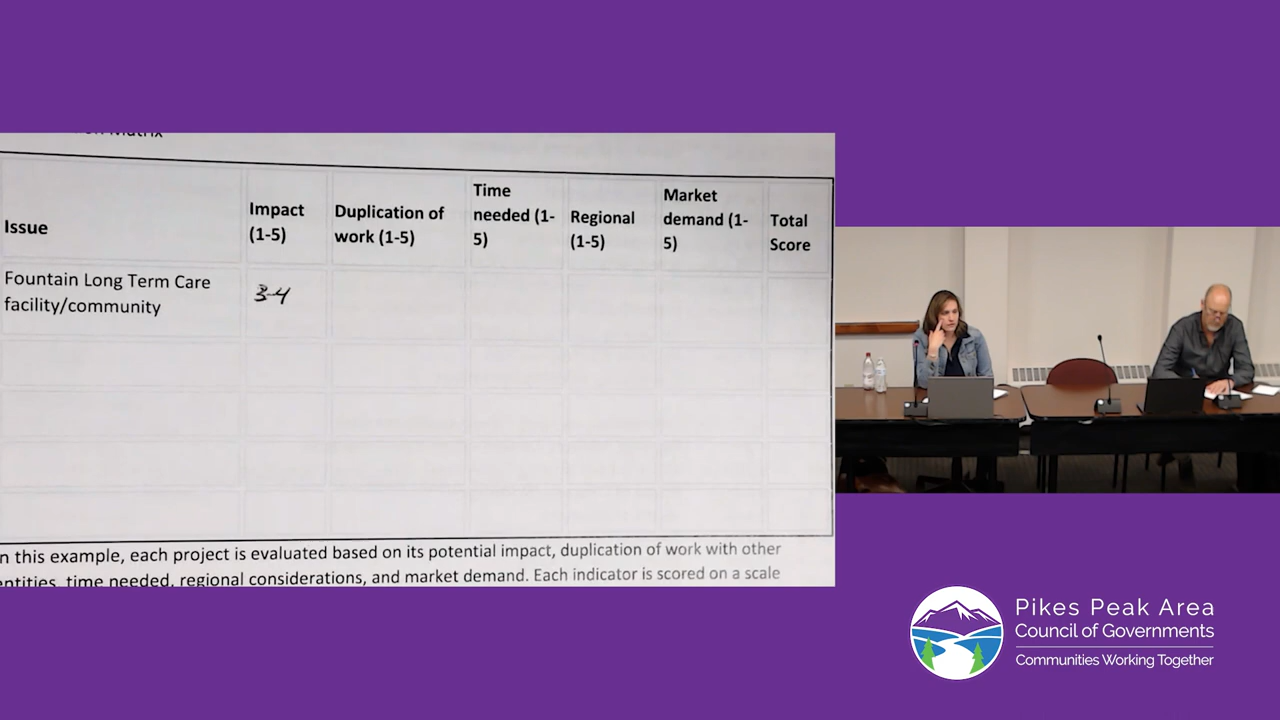 Issue
Impact
(1-5)
Duplication of
work (1-5)
Time
needed (1-
5)
Regional
(1-5)
Market
demand (1-
5)
Total
Score
Fountain Long Term Care
facility/community
3-4
n this example, each project is evaluated based on its potential impact, duplication of work with other
entities, time needed, regional considerations, and market demand. Each indicator is scored on a scale
Pikes Peak Area
Council of Governments
Communities Working Together